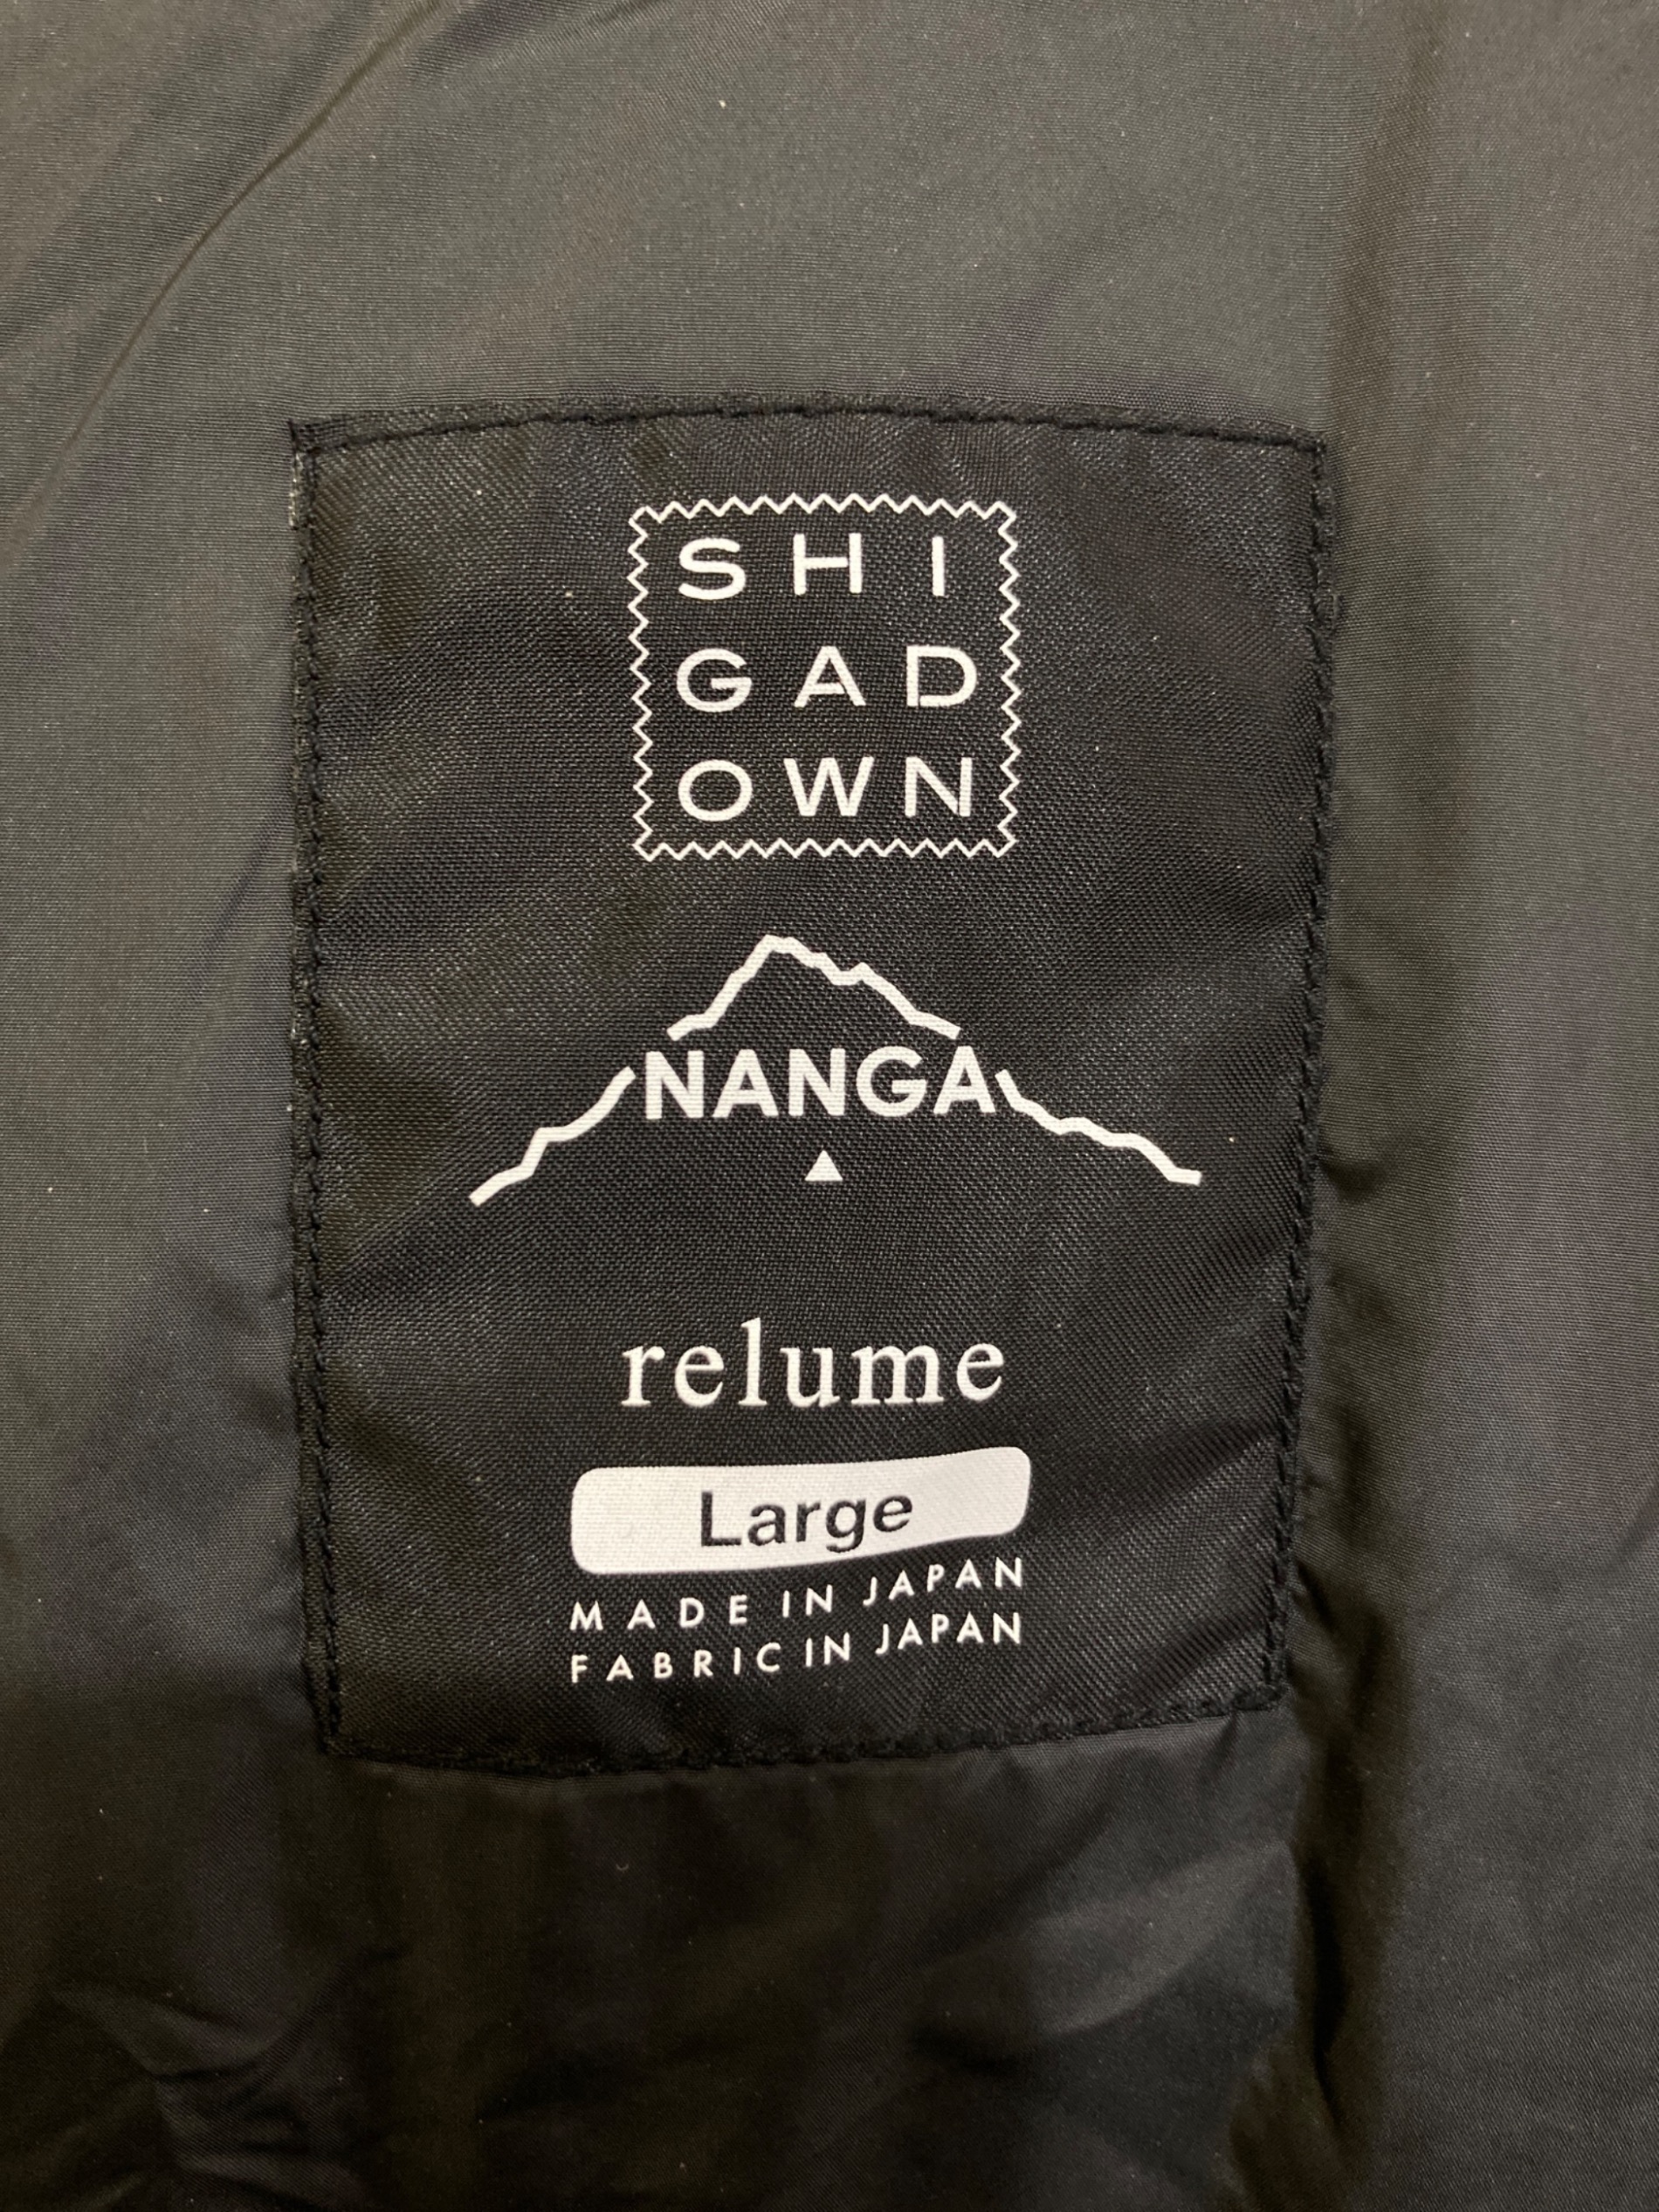 SHI
GAD
OWN
NANGA
relume
Large
MADE IN JAPAN
FABRIC IN JAPAN